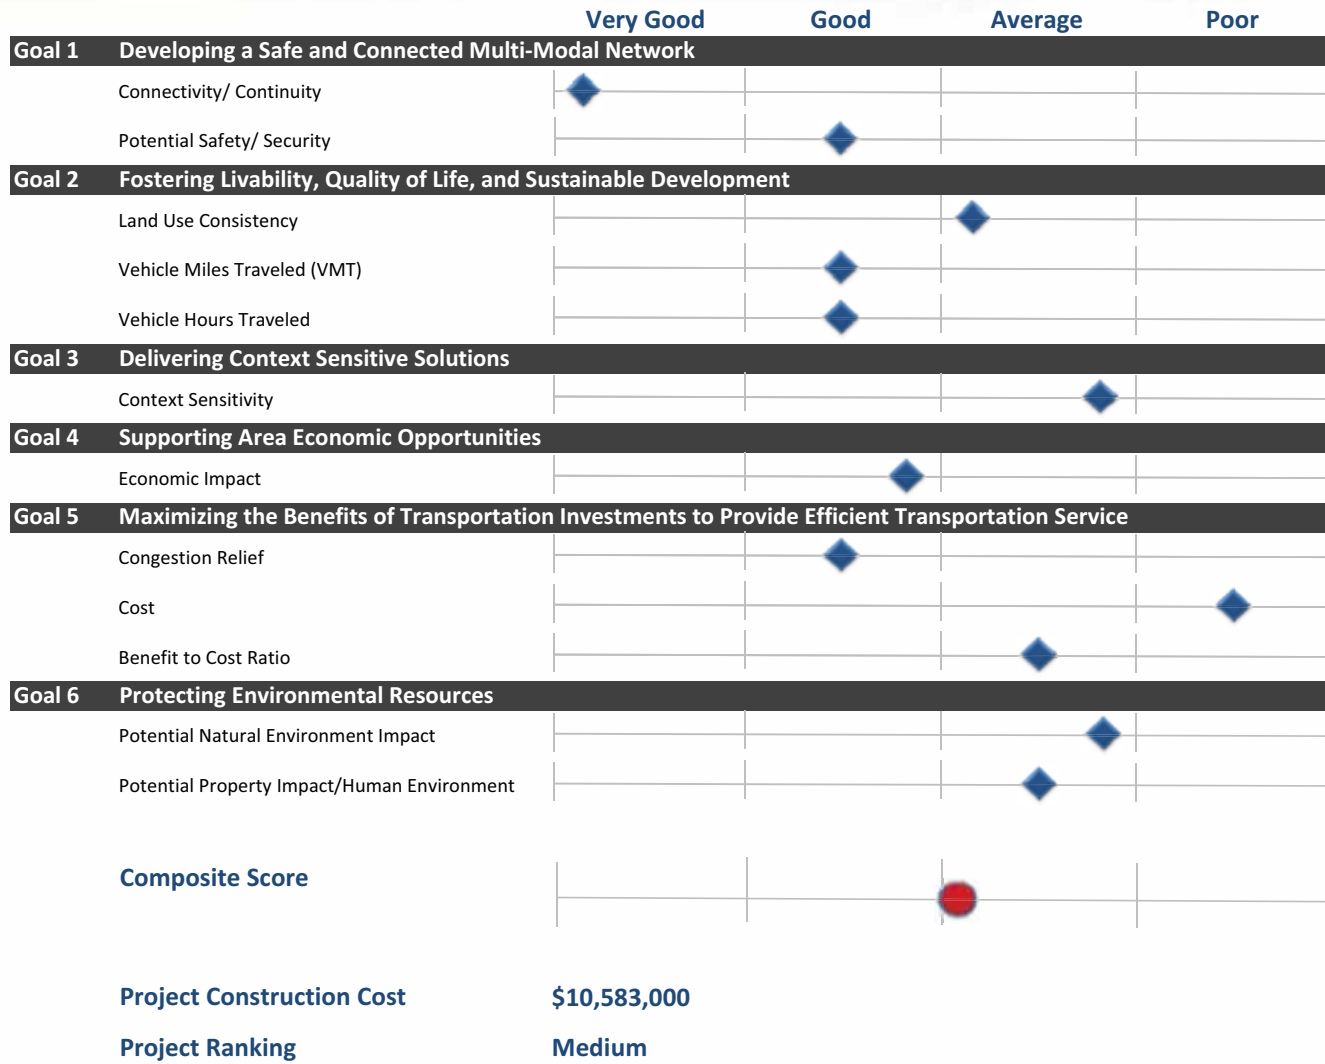 Very Good Good Average Poor
Goal 1 Developing a Safe and Connected Multi-Modal Network
Connectivity/ Continuity
Potential Safety/ Security
Goal 2 Fostering Livability, Quality of Life, and Sustainable Development
Land Use Consistency
Vehicle Miles Traveled (VMT)
Vehicle Hours Traveled
Goal 3 Delivering Context Sensitive Solutions
Context Sensitivity
Goal 4 Supporting Area Economic Opportunities
Economic Impact
Goal 5 Maximizing the Benefits of Transportation Investments to Provide Efficient Transportation Service
Congestion Relief
Cost
Benefit to Cost Ratio
Goal 6 Protecting Environmental Resources
Potential Natural Environment Impact
Potential Property Impact/Human Environment
Composite Score
Project Construction Cost $10,583,000
Project Ranking Medium